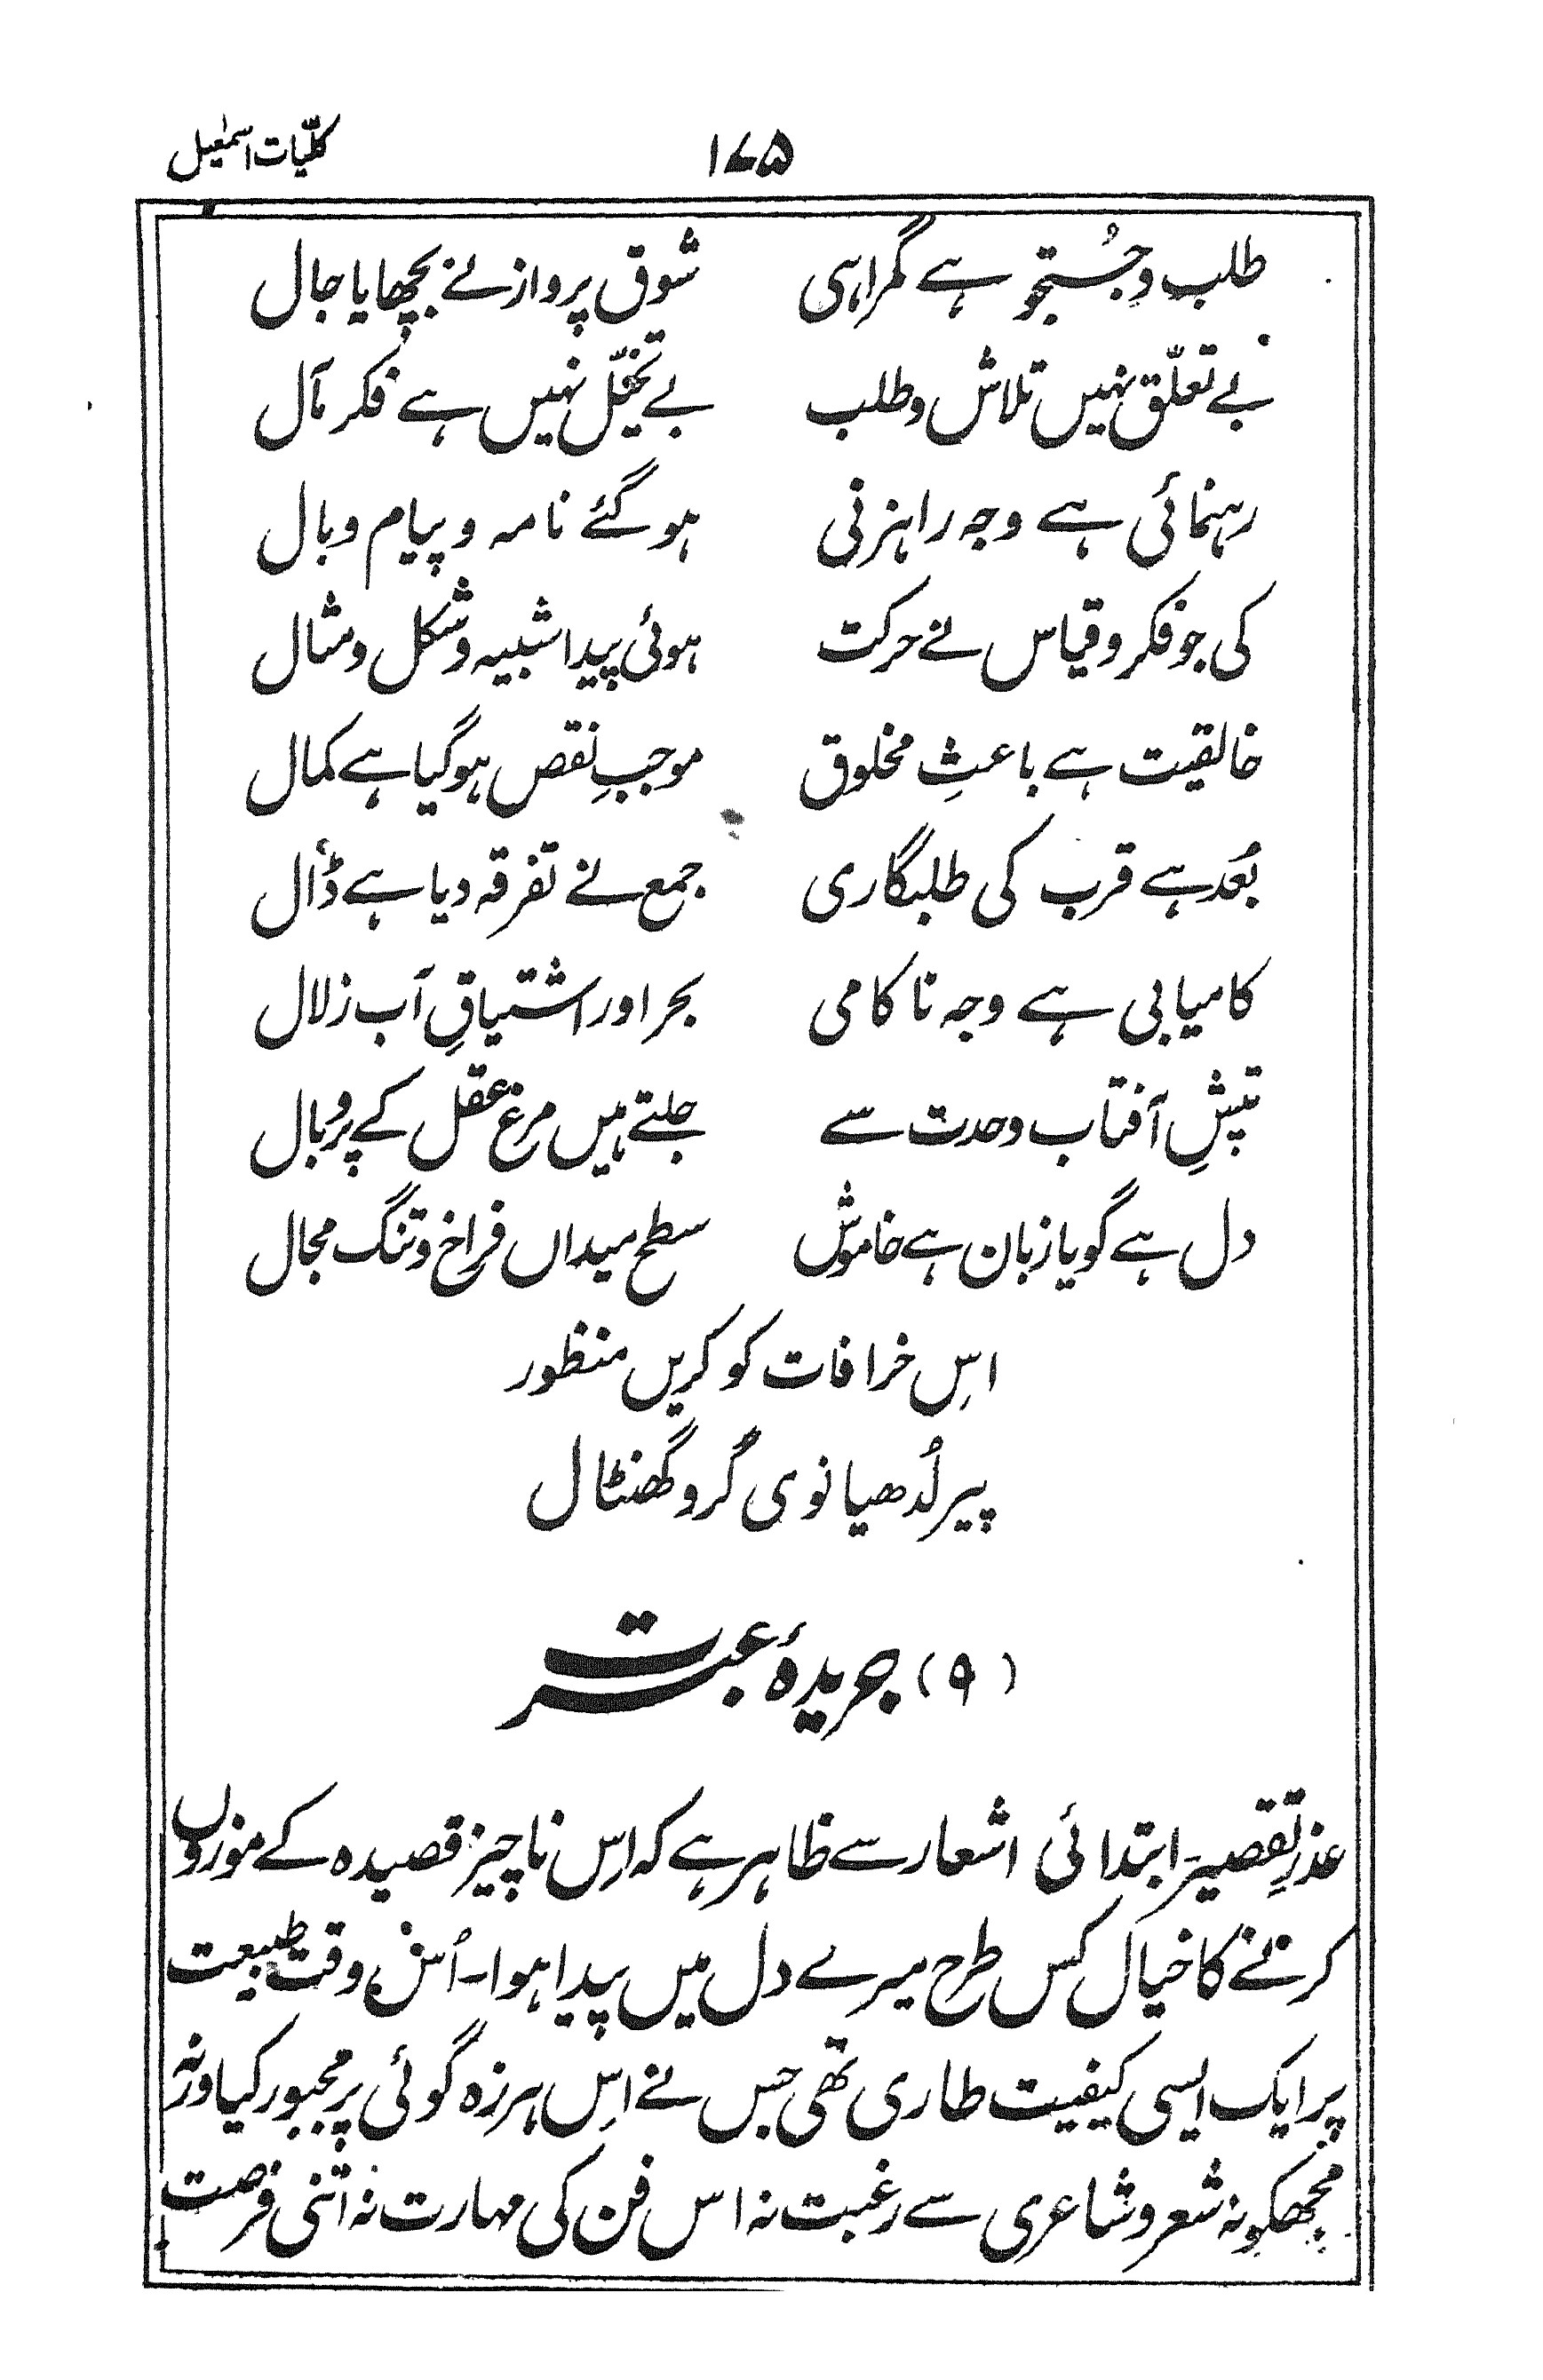 کلّیات اسمٰعیل ۱۷۵
طلب و جُستجو ہے گمراہی شوق پرواز نے بچھایا جال
بے تعلّق نہیں تلاش و طلب بے تخیّل نہیں ہے فکر مآل
رہنمائی ہے وجہ راہزنی ہو گئے نامہ و پیام وبال
کی جو فکر و قیاس نے حرکت ہوئی پیدا شبیہ و شکل و مثال
خالقیت ہے باعثِ مخلوق موجبِ نقص ہو گیا ہے کمال
بُعد ہے قرب کی طلبگاری جمع نے تفرقہ دیا ہے ڈال
کامیابی ہے وجہ ناکامی بحر اور اشتیاقِ آب زلال
تپشِ آفتاب وحدت سے جلتے ہیں مرغ عقل کے پر و بال
دل ہے گویا زبان ہے خاموش سطح میداں فراخ و تنگ مجال
اِس خرافات کو کریں منظور
پیر لُدھیانوی گُرو گھنٹال
(۹) جریدۂ عبرت
عذرِ تقصیر ابتدائی اشعار سے ظاہر ہے کہ اِس ناچیز قصیدہ کے موزوں
کرنے کا خیال کس طرح میرے دل میں پیدا ہوا۔ اُس وقت طبیعت
پر ایک ایسی کیفیت طاری تھی جس نے اِس ہرزہ گوئی پر مجبور کیا ورنہ
مجھکو نہ شعر و شاعری سے رغبت نہ اس فن کی مہارت نہ اتنی فرصت